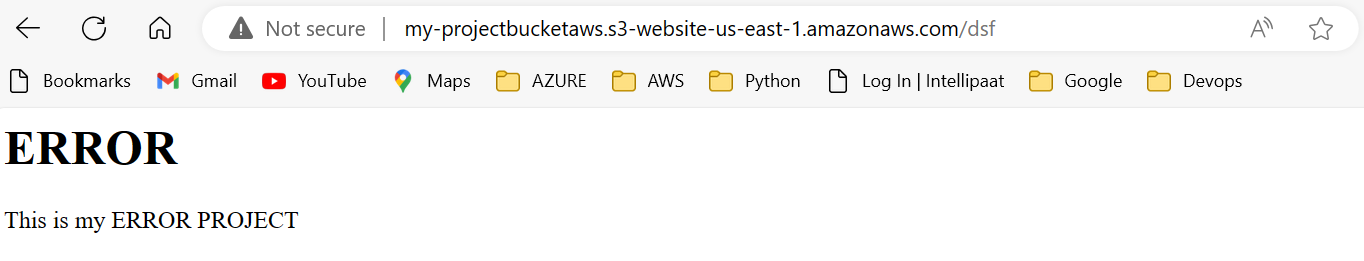 Not secure | my-projectbucketaws.s3-website-us-east-1.amazonaws.com/dsf
Bookmarks Gmail YouTube Maps AZURE AWS Python Log In | Intellipaat Google Devops
ERROR
This is my ERROR PROJECT